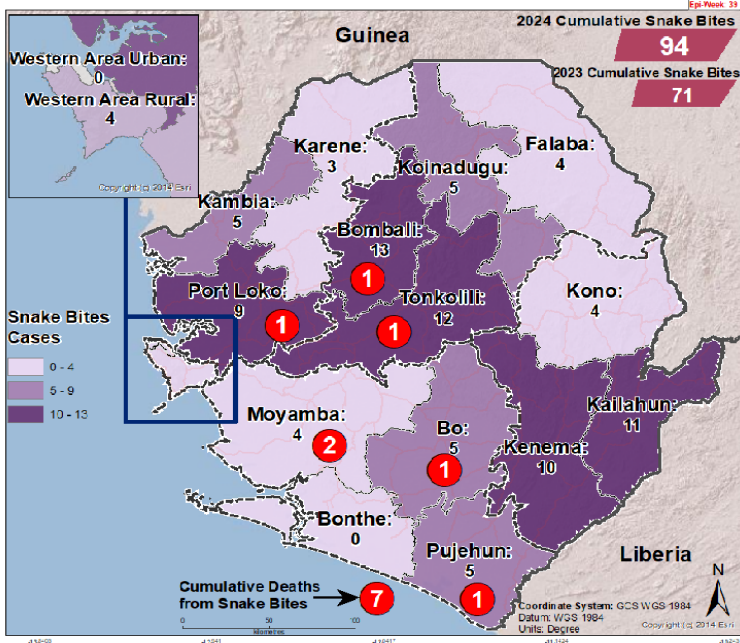 Epi-Week 39
2024 Cumulative Snake Bites
94
2023 Cumulative Snake Bites
71
Guinea
Western Area Urban:
0
Western Area Rural:
4
Copyright (c) 2014 Esri
Karene:
3
Koinadugu:
5
Falaba:
4
Kambia:
5
Bombali:
13
1
Port Loko:
9
1
Tonkolili:
12
1
Kono:
4
Snake Bites
Cases
0 - 4
5 - 9
10 - 13
Moyamba:
4
2
Bo:
5
1
Kenema:
10
Kailahun:
11
Bonthe:
0
Pujehun:
5
1
Liberia
N
Cumulative Deaths
from Snake Bites
7
0 50 100
kilometres
Coordinate System: GCS WGS 1984
Datum: WGS 1984
Units: Degree
Copyright (c) 2014 Esri